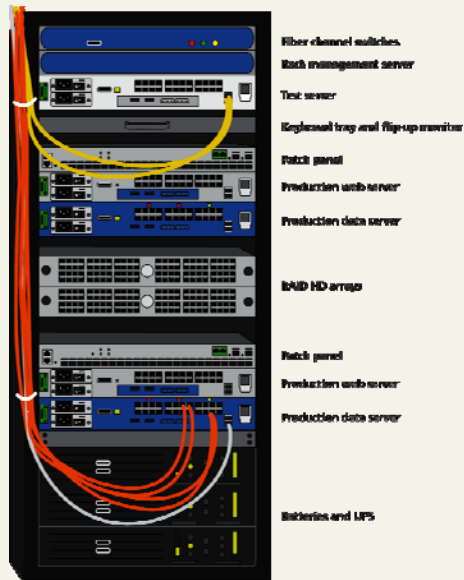 Fiber channel switches
Rack management server
Test server
Keyboard tray and flip-up monitor
Patch panel
Production web server
Production data server
RAID HD arrays
Patch panel
Production web server
Production data server
Batteries and UPS